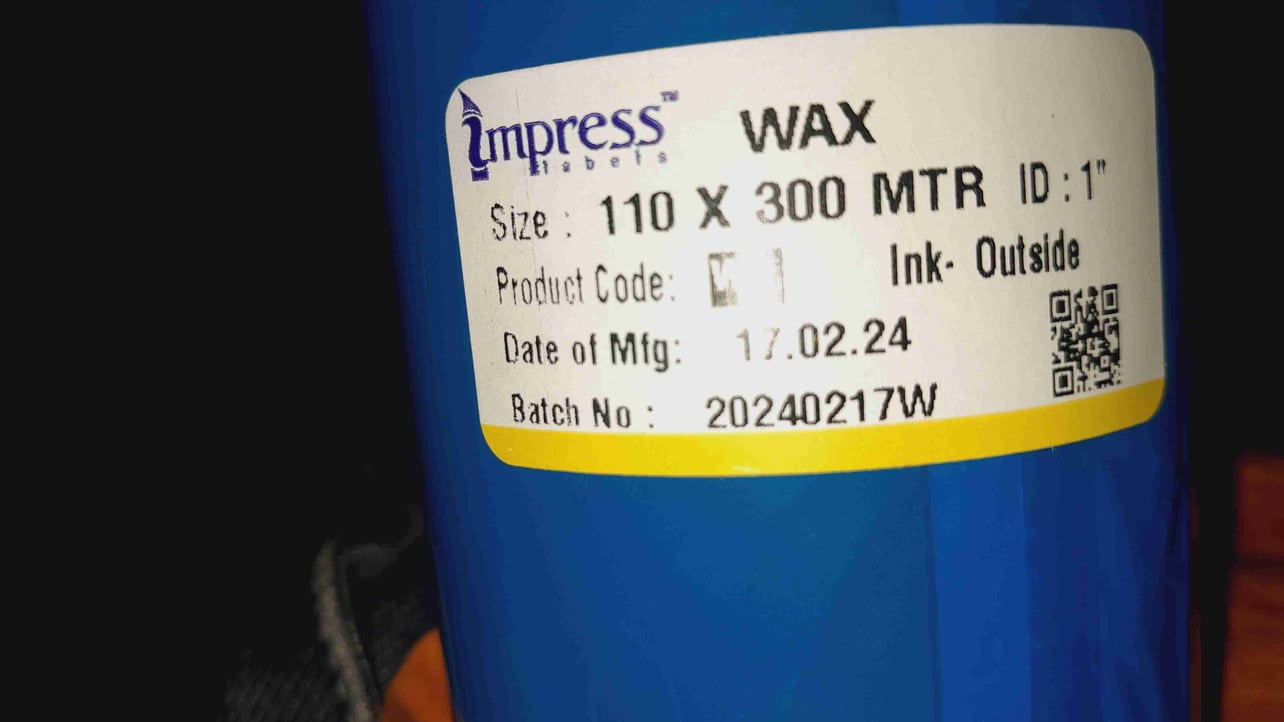 Impress™ WAX
labels
Size : 110 X 300 MTR ID : 1"
Product Code: Ink- Outside
Date of Mfg: 17.02.24
Batch No : 20240217W